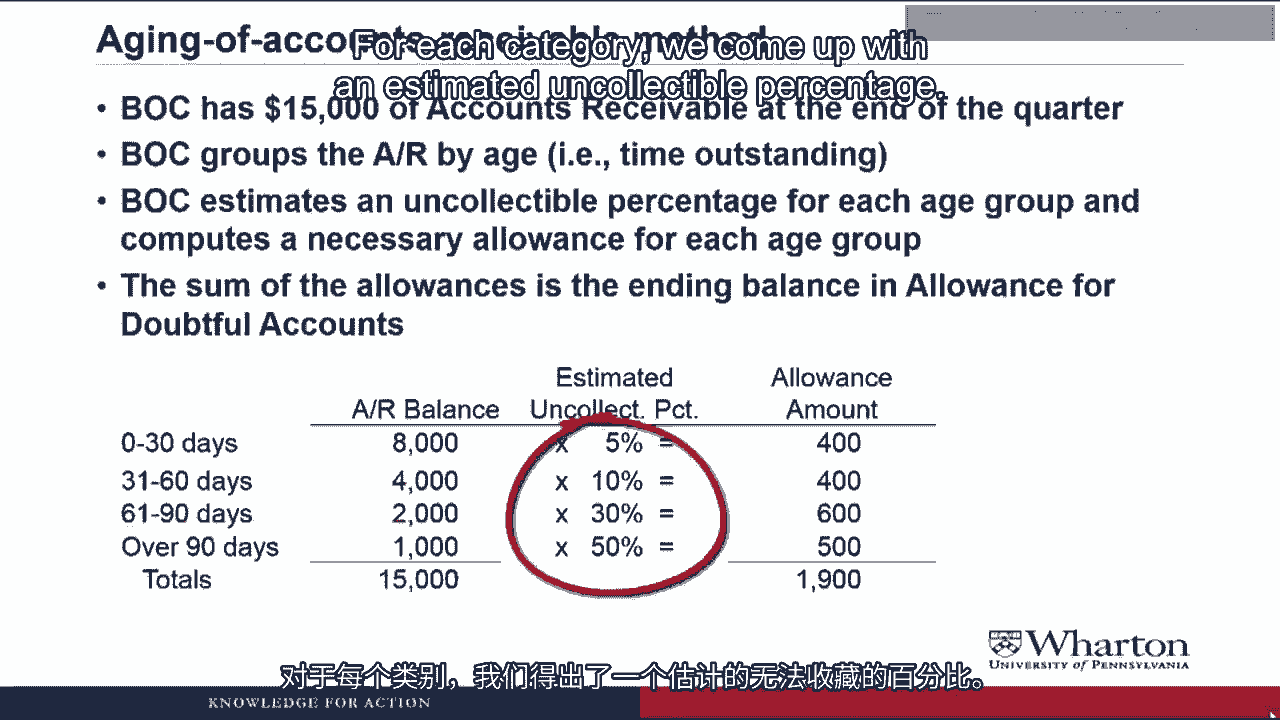 Aging-of-accounts-receivable method
For each category, we come up with
an estimated uncollectible percentage.
• BOC has $15,000 of Accounts Receivable at the end of the quarter
• BOC groups the A/R by age (i.e., time outstanding)
• BOC estimates an uncollectible percentage for each age group and
computes a necessary allowance for each age group
• The sum of the allowances is the ending balance in Allowance for
Doubtful Accounts
Estimated Allowance
A/R Balance Uncollect. Pct. Amount
0-30 days 8,000 x 5% = 400
31-60 days 4,000 x 10% = 400
61-90 days 2,000 x 30% = 600
Over 90 days 1,000 x 50% = 500
Totals 15,000 1,900
Wharton
UNIVERSITY of PENNSYLVANIA
对于每个类别，我们得出了一个估计的无法收藏的百分比。
KNOWLEDGE FOR ACTION